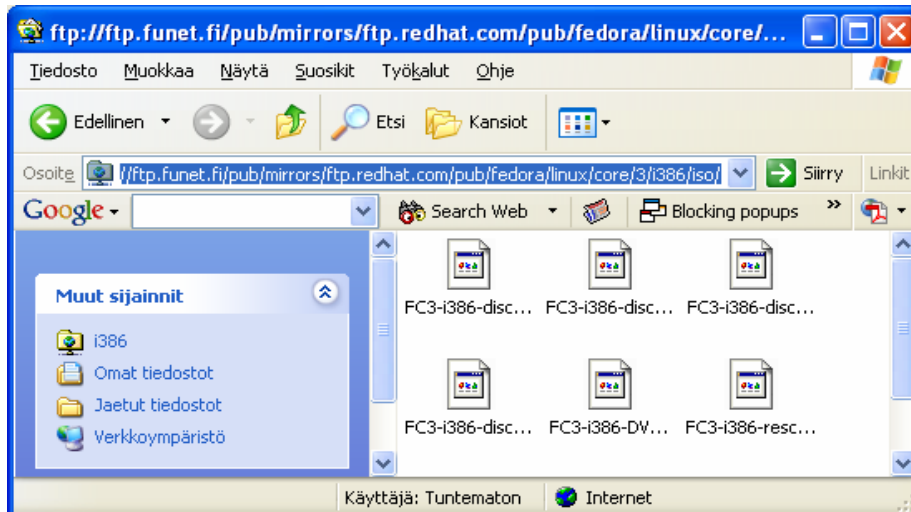 ftp://ftp.funet.fi/pub/mirrors/ftp.redhat.com/pub/fedora/linux/core/...
Tiedosto Muokkaa Näytä Suosikit Työkalut Ohje
Edellinen Etsi Kansiot
Osoite //ftp.funet.fi/pub/mirrors/ftp.redhat.com/pub/fedora/linux/core/3/i386/iso/ Siirry Linkit
Google Search Web Blocking popups »
Muut sijainnit
i386
Omat tiedostot
Jaetut tiedostot
Verkkoympäristö
FC3-i386-disc... FC3-i386-disc... FC3-i386-disc...
FC3-i386-disc... FC3-i386-DV... FC3-i386-resc...
Käyttäjä: Tuntematon Internet